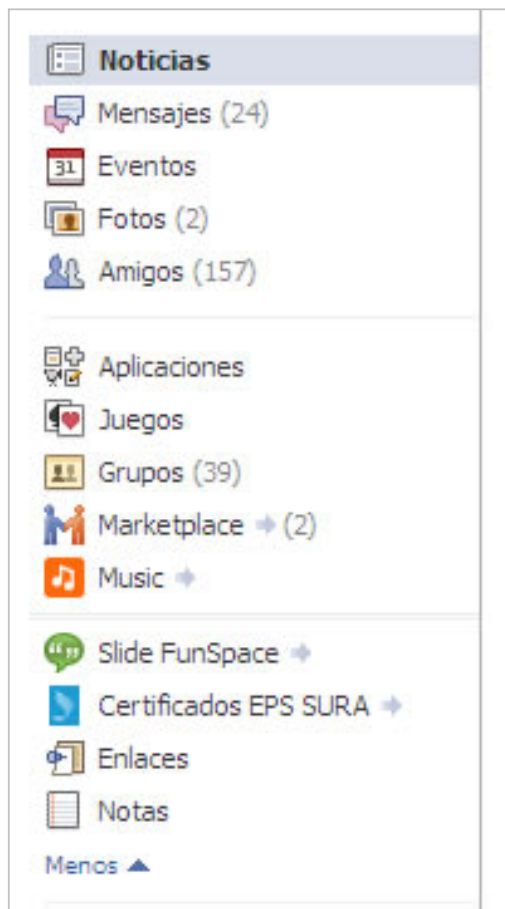 Noticias
Mensajes (24)
31 Eventos
Fotos (2)
Amigos (157)
Aplicaciones
Juegos
Grupos (39)
Marketplace (2)
Music
Slide FunSpace
Certificados EPS SURA
Enlaces
Notas
Menos